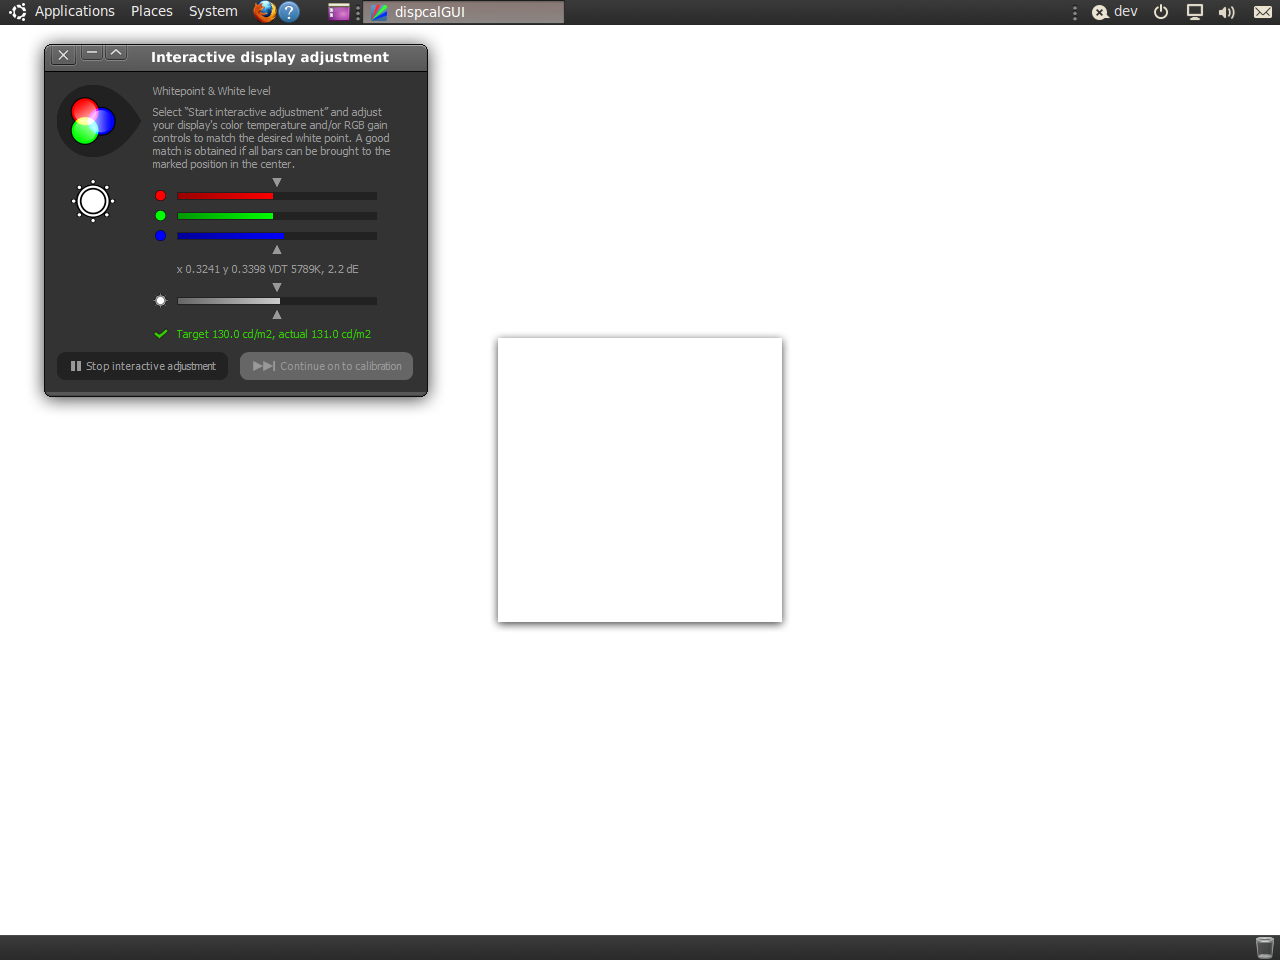 Applications Places System dispcalGUI dev
Interactive display adjustment
Whitepoint & White level
Select “Start interactive adjustment” and adjust
your display's color temperature and/or RGB gain
controls to match the desired white point. A good
match is obtained if all bars can be brought to the
marked position in the center.
x 0.3241 y 0.3398 VDT 5789K, 2.2 dE
Target 130.0 cd/m2, actual 131.0 cd/m2
Stop interactive adjustment Continue on to calibration